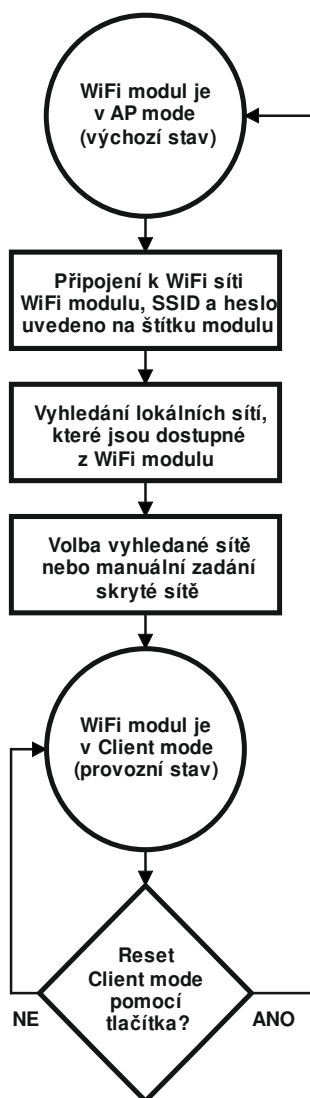 WiFi modul je
v AP mode
(výchozí stav)
Připojení k WiFi síti
WiFi modulu, SSID a heslo
uvedeno na štítku modulu
Vyhledání lokálních sítí,
které jsou dostupné
z WiFi modulu
Volba vyhledané sítě
nebo manuální zadání
skryté sítě
WiFi modul je
v Client mode
(provozní stav)
Reset
Client mode
pomocí
tlačítka?
NE
ANO